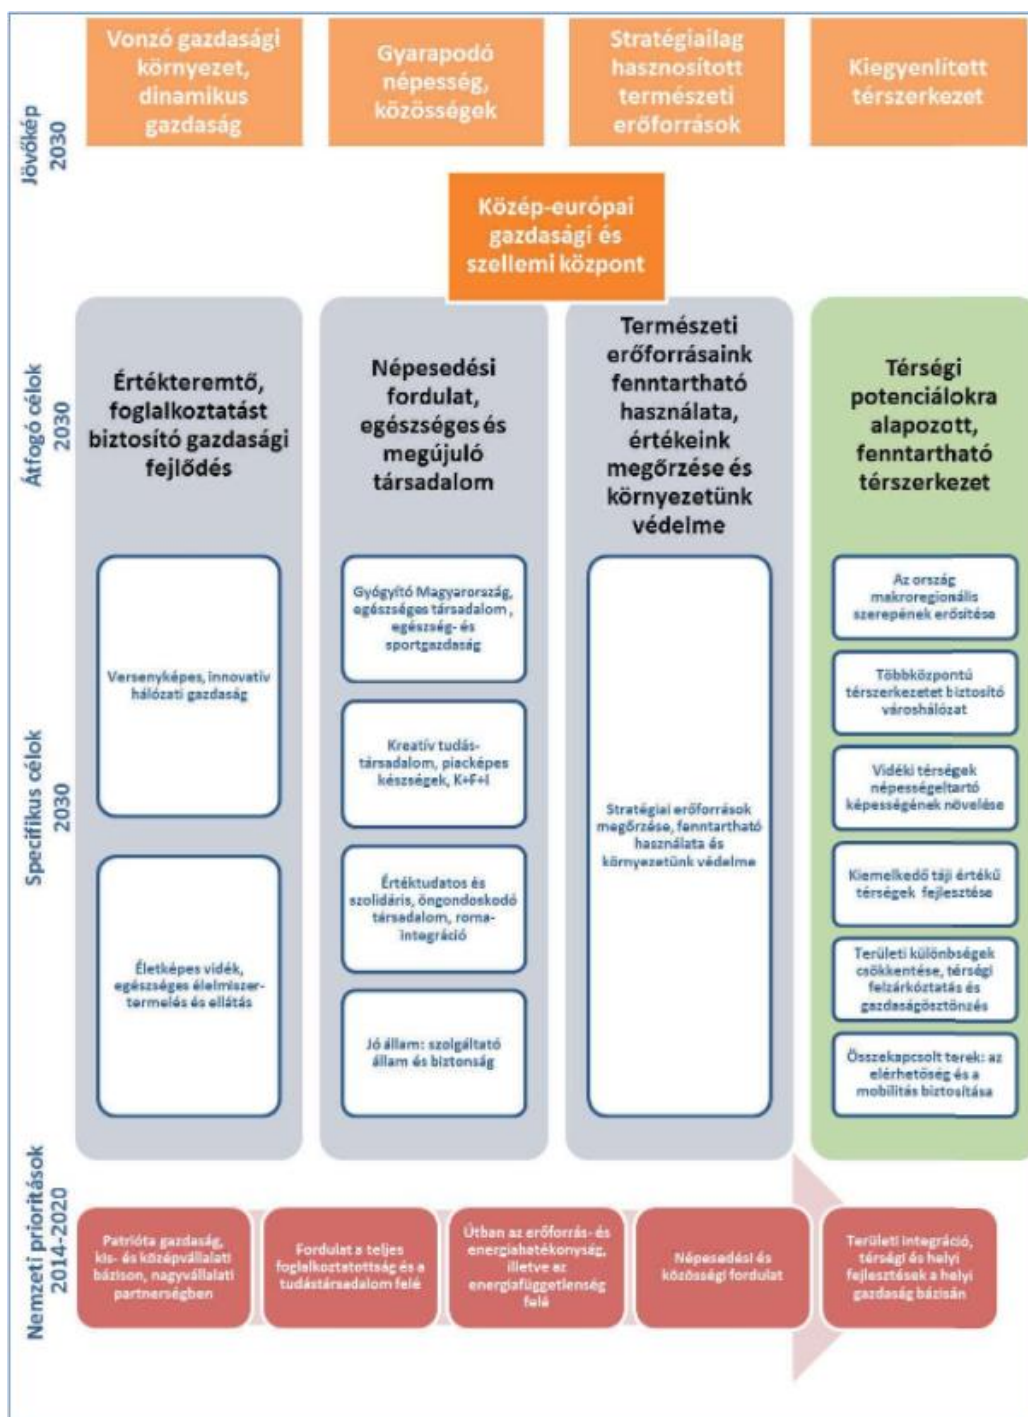 Jövőkép
2030
Vonzó gazdasági
környezet,
dinamikus
gazdaság
Gyarapodó
népesség,
közösségek
Stratégiailag
hasznosított
természeti
erőforrások
Kiegyenlített
térszerkezet
Közép-európai
gazdasági és
szellemi központ
Átfogó célok
2030
Értékteremtő,
foglalkoztatást
biztosító gazdasági
fejlődés
Népesedési
fordulat,
egészséges és
megújuló
társadalom
Természeti
erőforrásaink
fenntartható
használata,
értékeink
megőrzése és
környezetünk
védelme
Térségi
potenciálokra
alapozott,
fenntartható
térszerkezet
Specifikus célok
2030
Versenyképes, innovatív
hálózati gazdaság
Életképes vidék,
egészséges élelmiszer-
termelés és ellátás
Gyógyító Magyarország,
egészséges társadalom ,
egészség- és
sportgazdaság
Kreatív tudás-
társadalom, piacképes
készségek, K+F+I
Értéktudatos és
szolidáris, öngondoskodó
társadalom, roma-
integráció
Jó állam: szolgáltató
állam és biztonság
Stratégiai erőforrások
megőrzése, fenntartható
használata és
környezetünk védelme
Az ország
makroregionális
szerepének erősítése
Többközpontú
térszerkezetet biztosító
városhálózat
Vidéki térségek
népességeltartó
képességének növelése
Kiemelkedő táji értékű
térségek fejlesztése
Területi különbségek
csökkentése, térségi
felzárkóztatás és
gazdaságösztönzés
Összekapcsolt terek: az
elérhetőség és a
mobilitás biztosítása
Nemzeti prioritások
2014-2020
Patrióta gazdaság,
kis- és középvállalati
bázison, nagyvállalati
partnerségben
Fordulat a teljes
foglalkoztatottság és a
tudástársadalom felé
Útban az erőforrás- és
energiahatékonyság,
illetve az
energiafüggetlenség
felé
Népesedési és
közösségi fordulat
Területi integráció,
térségi és helyi
fejlesztések a helyi
gazdaság bázisán